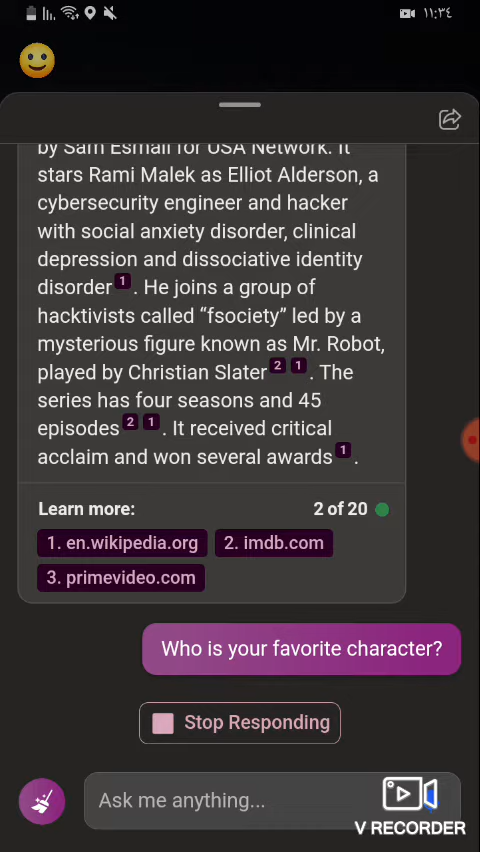 ١١:٣٤
by Sam Esmail for USA Network. It
stars Rami Malek as Elliot Alderson, a
cybersecurity engineer and hacker
with social anxiety disorder, clinical
depression and dissociative identity
disorder 1 . He joins a group of
hacktivists called “fsociety” led by a
mysterious figure known as Mr. Robot,
played by Christian Slater 2 1 . The
series has four seasons and 45
episodes 2 1 . It received critical
acclaim and won several awards 1 .
Learn more: 2 of 20
1. en.wikipedia.org 2. imdb.com
3. primevideo.com
Who is your favorite character?
Stop Responding
Ask me anything...
V RECORDER